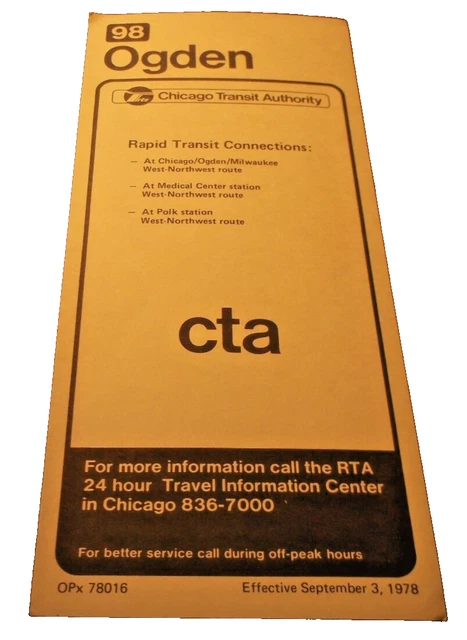 98
Ogden
Chicago Transit Authority
Rapid Transit Connections:
— At Chicago/Ogden/Milwaukee
West-Northwest route
— At Medical Center station
West-Northwest route
— At Polk station
West-Northwest route
cta
For more information call the RTA
24 hour Travel Information Center
in Chicago 836-7000
For better service call during off-peak hours
OPx 78016
Effective September 3, 1978